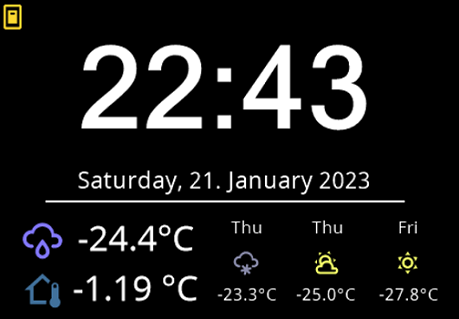 22:43
Saturday, 21. January 2023
-24.4°C
-1.19 °C
Thu Thu Fri
-23.3°C -25.0°C -27.8°C